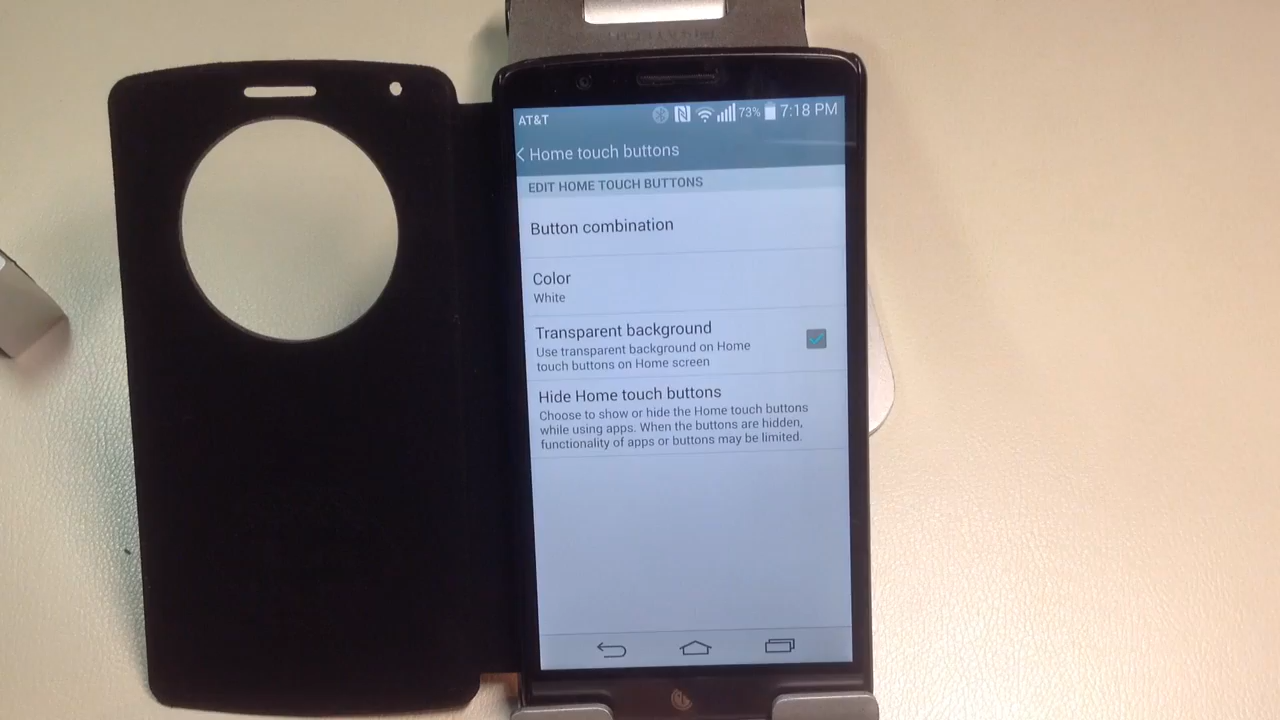 AT&T 73% 7:18 PM
Home touch buttons
EDIT HOME TOUCH BUTTONS
Button combination
Color
White
Transparent background
Use transparent background on Home
touch buttons on Home screen
Hide Home touch buttons
Choose to show or hide the Home touch buttons
while using apps. When the buttons are hidden,
functionality of apps or buttons may be limited.